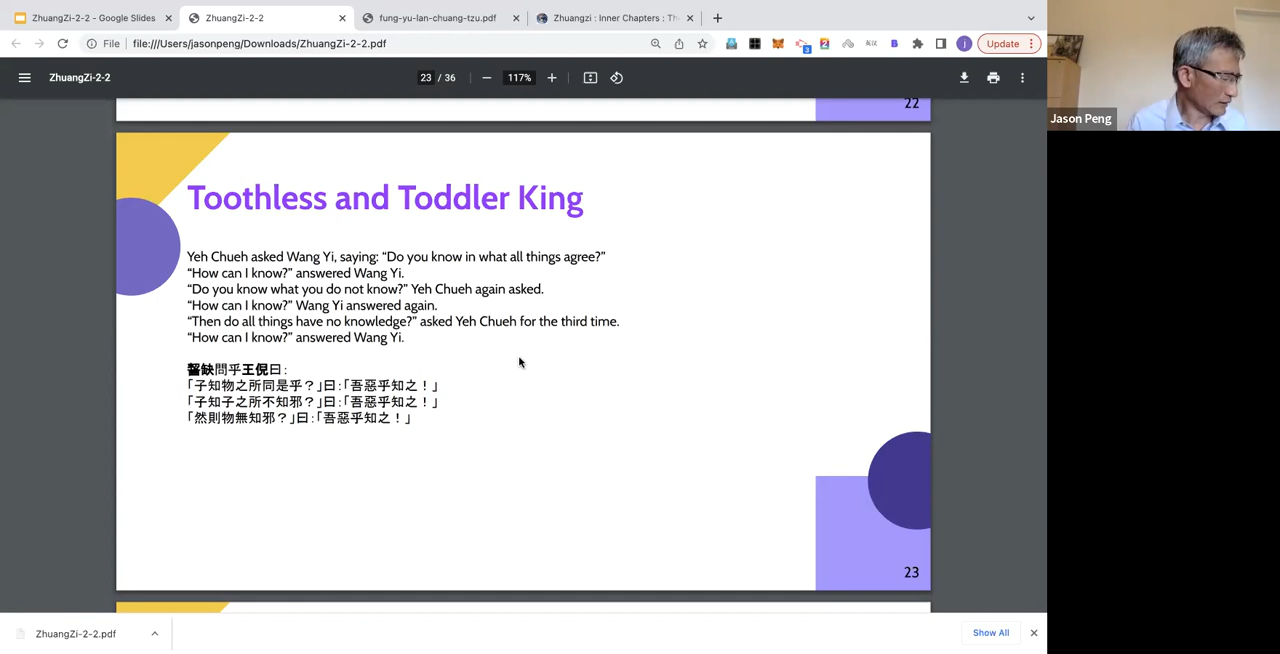 ZhuangZi-2-2 - Google Slides
ZhuangZi-2-2
fung-yu-lan-chuang-tzu.pdf
Zhuangzi : Inner Chapters : Th
File
file:///Users/jasonpeng/Downloads/ZhuangZi-2-2.pdf
Update
ZhuangZi-2-2
23 / 36
117%
22
Toothless and Toddler King
Yeh Chueh asked Wang Yi, saying: “Do you know in what all things agree?”
“How can I know?” answered Wang Yi.
“Do you know what you do not know?” Yeh Chueh again asked.
“How can I know?” Wang Yi answered again.
“Then do all things have no knowledge?” asked Yeh Chueh for the third time.
“How can I know?” answered Wang Yi.
齧缺問乎王倪曰：
「子知物之所同是乎？」曰：「吾惡乎知之！」
「子知子之所不知邪？」曰：「吾惡乎知之！」
「然則物無知邪？」曰：「吾惡乎知之！」
23
Jason Peng
ZhuangZi-2-2.pdf
Show All